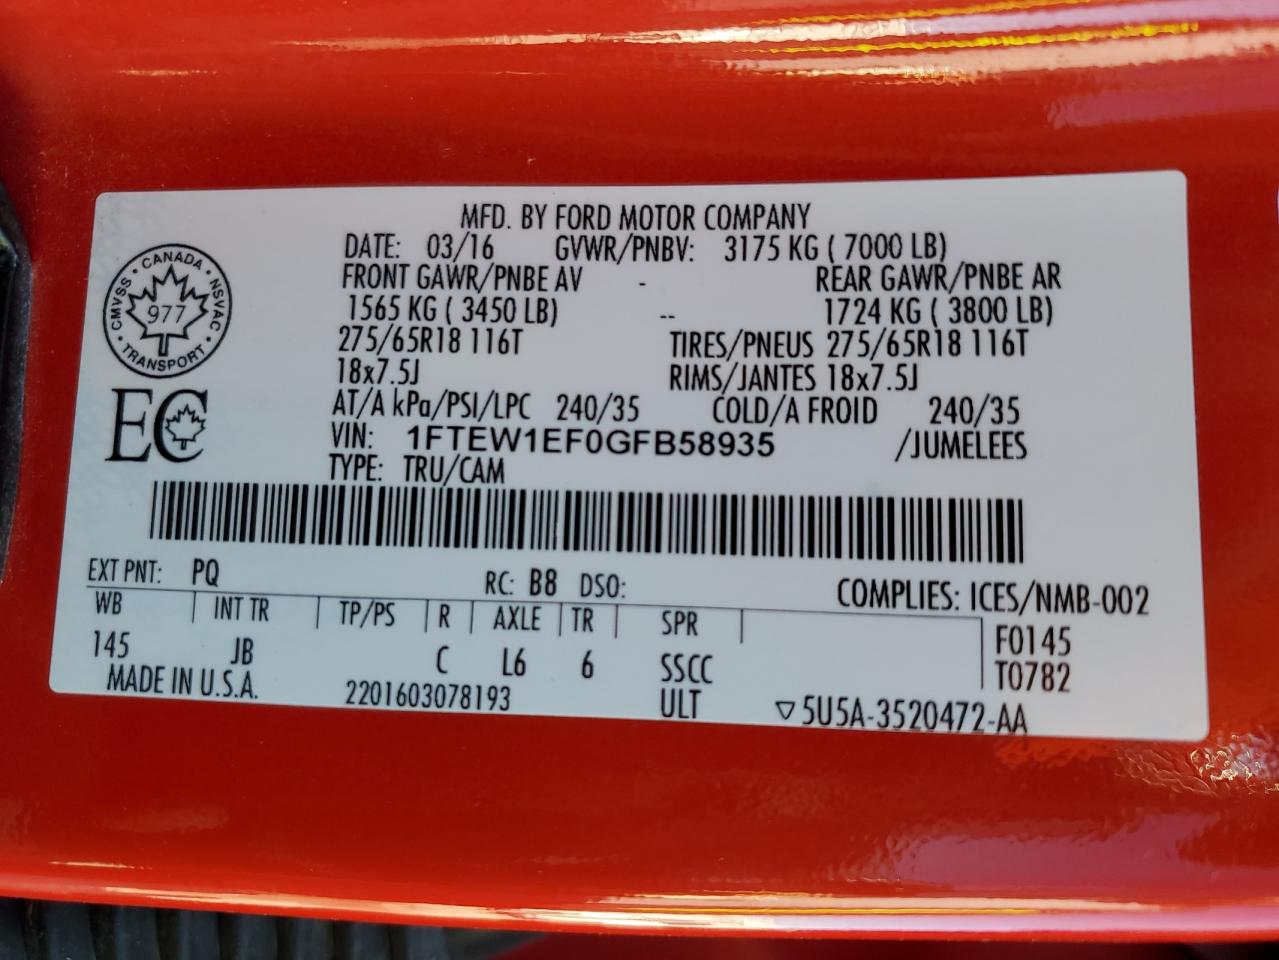 MFD. BY FORD MOTOR COMPANY
DATE: 03/16 GVWR/PNBV: 3175 KG ( 7000 LB)
FRONT GAWR/PNBE AV - REAR GAWR/PNBE AR
1565 KG ( 3450 LB) -- 1724 KG ( 3800 LB)
275/65R18 116T TIRES/PNEUS 275/65R18 116T
18x7.5J RIMS/JANTES 18x7.5J
AT/A kPa/PSI/LPC 240/35 COLD/A FROID 240/35
VIN: 1FTEW1EF0GFB58935 /JUMELEES
TYPE: TRU/CAM
CANADA
CMVSS 977 NSVAC
TRANSPORT
EC
EXT PNT: PQ RC: B8 DSO: COMPLIES: ICES/NMB-002
WB | INT TR | TP/PS | R | AXLE | TR | SPR | F0145
145 JB C L6 6 SSCC T0782
MADE IN U.S.A. 2201603078193 ULT ▽5U5A-3520472-AA